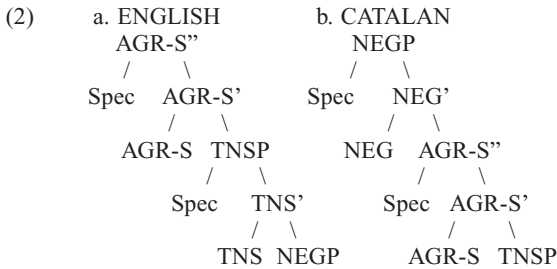 (2) a. ENGLISH b. CATALAN
AGR-S” NEGP
/ \ / \
Spec AGR-S’ Spec NEG’
/ \ / \
AGR-S TNSP NEG AGR-S”
/ \ / \
Spec TNS’ Spec AGR-S’
/ \ / \
TNS NEGP AGR-S TNSP